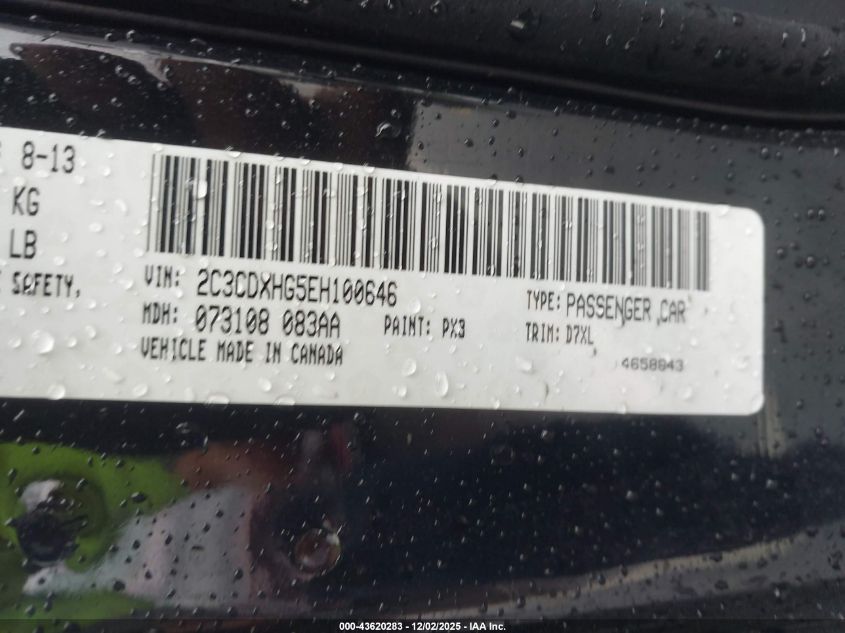 8-13
KG
LB
SAFETY.
VIN: 2C3CDXHG5EH100646
TYPE: PASSENGER CAR
MDH: 073108 083AA
PAINT: PX3
TRIM: D7XL
VEHICLE MADE IN CANADA
4658843
000-43620283 - 12/02/2025 - IAA Inc.